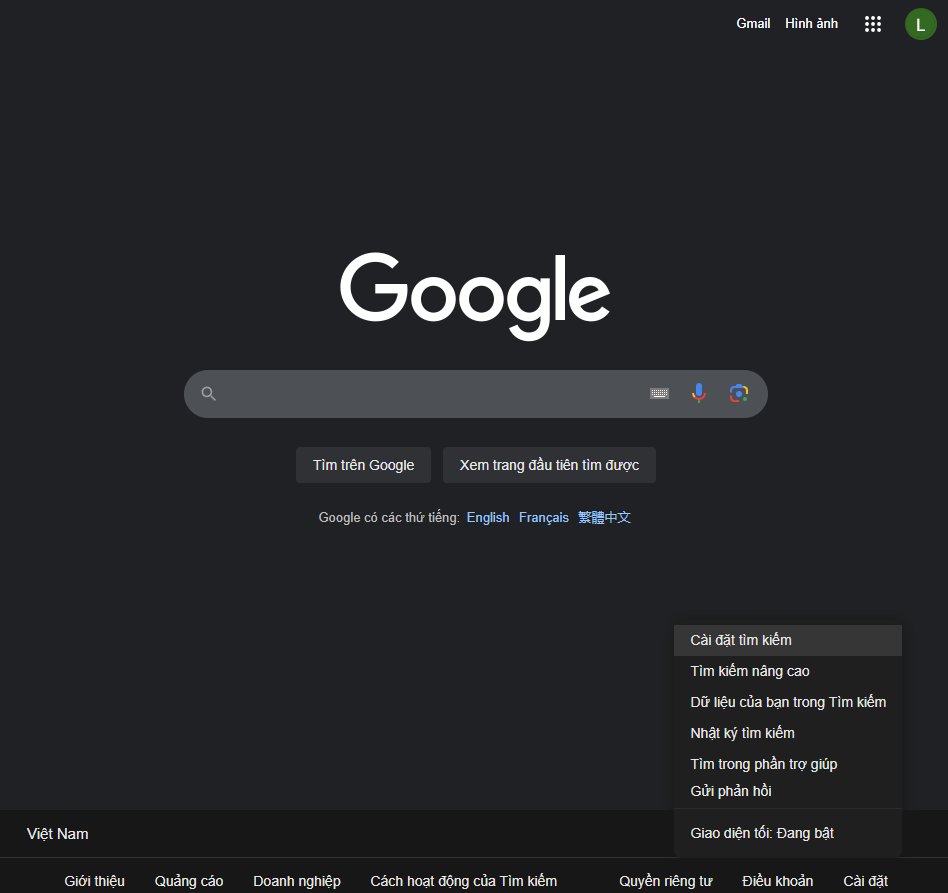 Gmail Hình ảnh L
Google
Tìm trên Google Xem trang đầu tiên tìm được
Google có các thứ tiếng: English Français 繁體中文
Cài đặt tìm kiếm
Tìm kiếm nâng cao
Dữ liệu của bạn trong Tìm kiếm
Nhật ký tìm kiếm
Tìm trong phần trợ giúp
Gửi phản hồi
Giao diện tối: Đang bật
Việt Nam
Giới thiệu Quảng cáo Doanh nghiệp Cách hoạt động của Tìm kiếm Quyền riêng tư Điều khoản Cài đặt